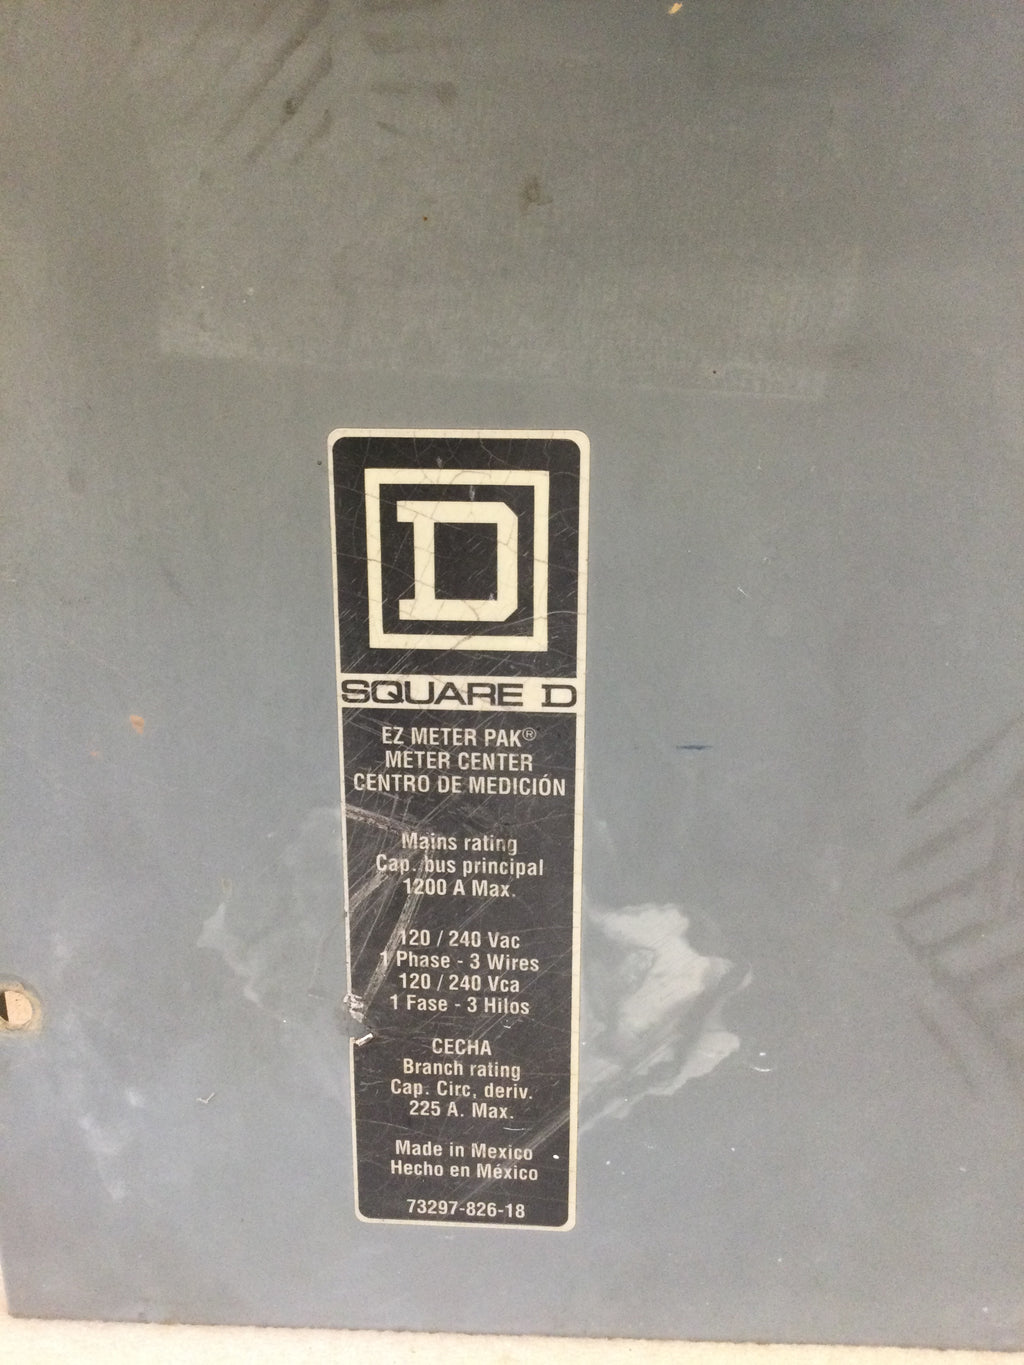 D
SQUARE D
EZ METER PAK®
METER CENTER
CENTRO DE MEDICIÓN
Mains rating
Cap. bus principal
1200 A Max.
120 / 240 Vac
1 Phase - 3 Wires
120 / 240 Vca
1 Fase - 3 Hilos
CECHA
Branch rating
Cap. Circ, deriv.
225 A. Max.
Made in Mexico
Hecho en México
73297-826-18